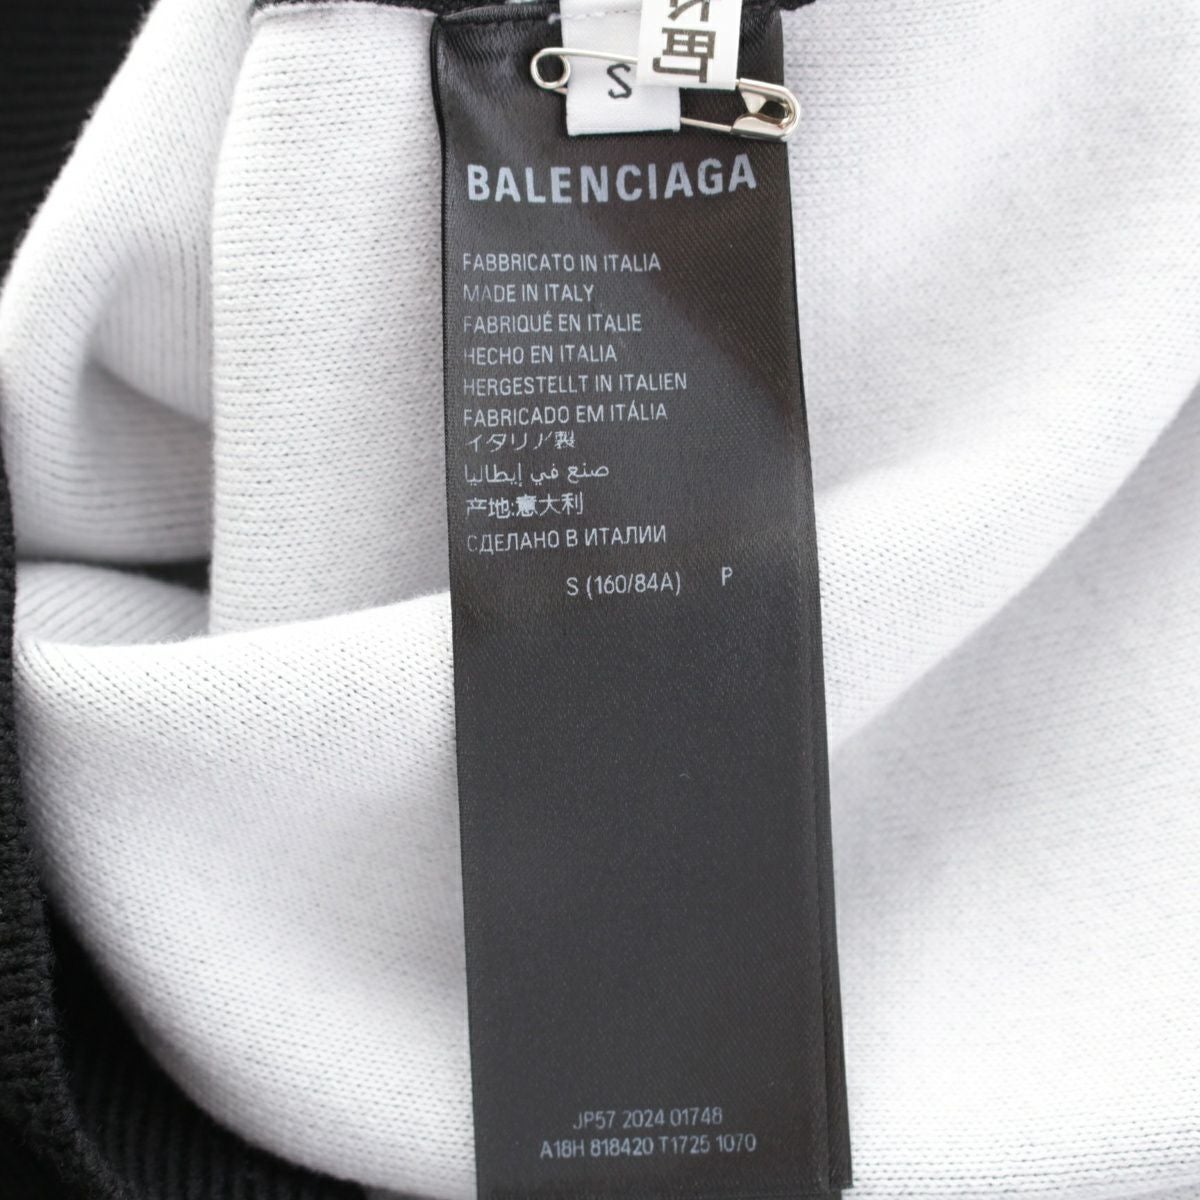 町
S
BALENCIAGA
FABBRICATO IN ITALIA
MADE IN ITALY
FABRIQUÉ EN ITALIE
HECHO EN ITALIA
HERGESTELLT IN ITALIEN
FABRICADO EM ITÁLIA
イタリア製
صنع في إيطاليا
产地:意大利
СДЕЛАНО В ИТАЛИИ
S (160/84A) P
JP57 2024 01748
A18H 818420 T1725 1070